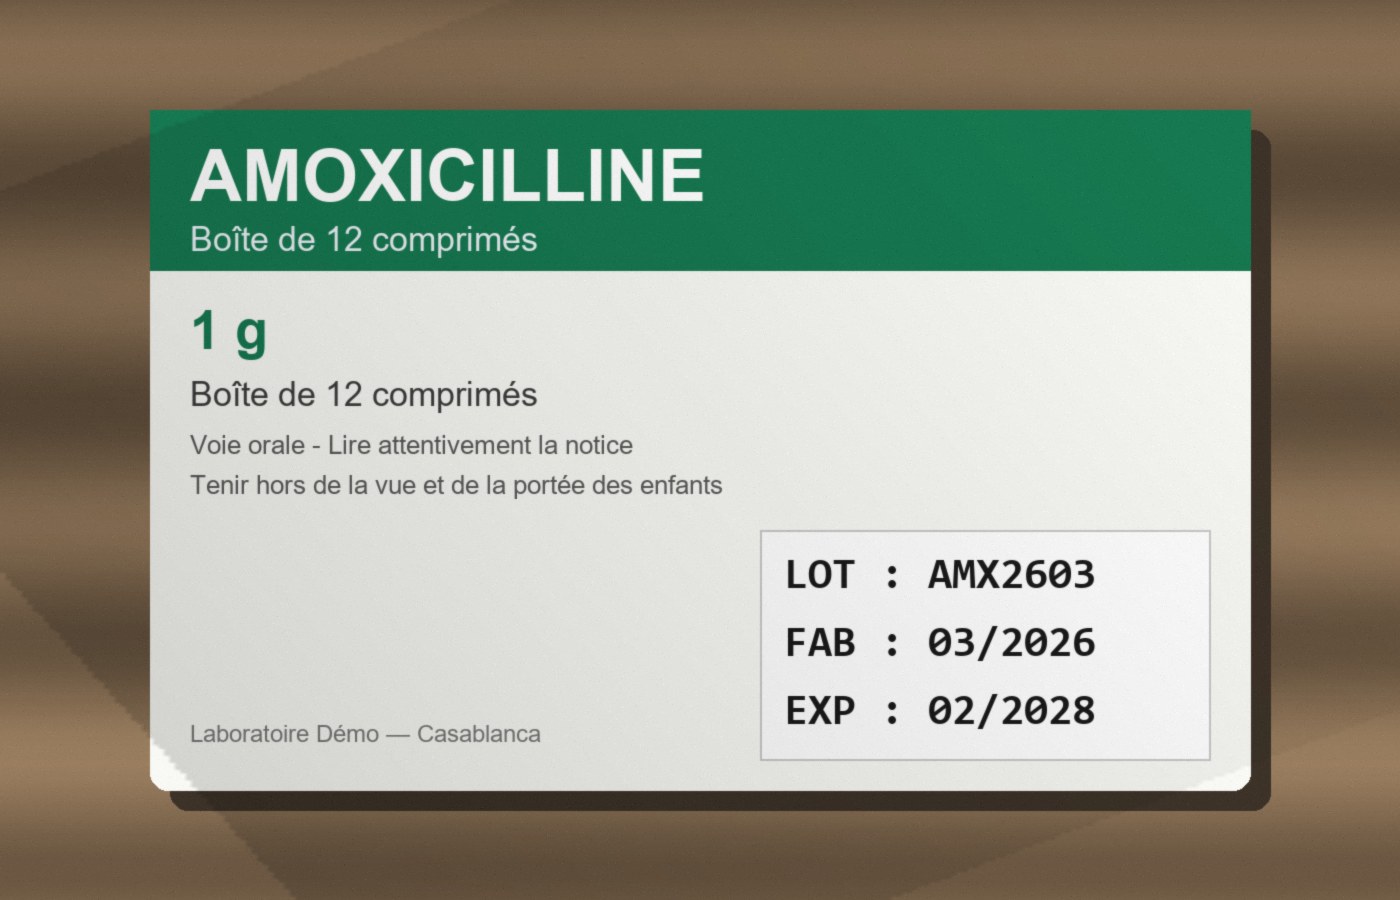 AMOXICILLINE
Boîte de 12 comprimés
1 g
Boîte de 12 comprimés
Voie orale - Lire attentivement la notice
Tenir hors de la vue et de la portée des enfants
LOT : AMX2603
FAB : 03/2026
EXP : 02/2028
Laboratoire Démo — Casablanca